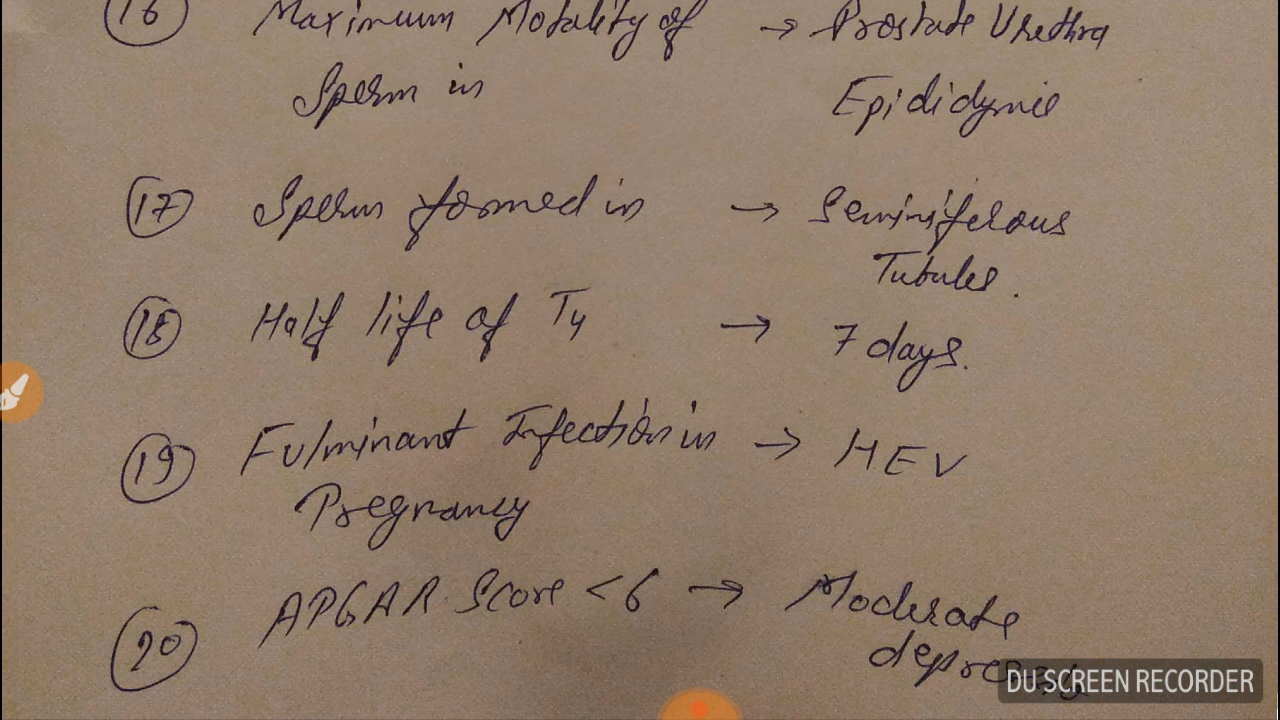 16 Maximum Motality of → Prostate Urethra
Sperm in Epididymis
17 Sperm formed in → Seminiferous
Tubules.
18 Half life of T4 → 7 days.
19 Fulminant Infection in → HEV
Pregnancy
20 APGAR Score <6 → Moderate
DU SCREEN RECORDER